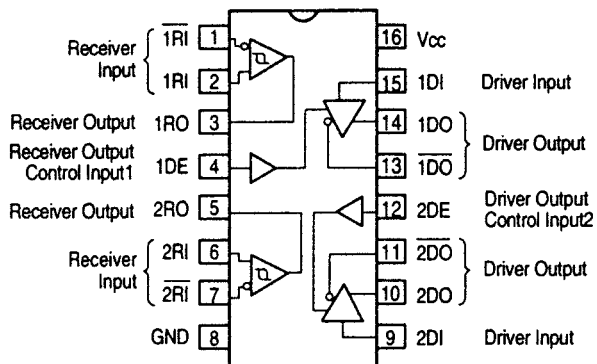 Receiver Input
1RI 1
1RI 2
Receiver Output 1RO 3
Receiver Output Control Input1 1DE 4
Receiver Output 2RO 5
Receiver Input
2RI 6
2RI 7
GND 8
16 Vcc
15 1DI Driver Input
14 1DO
13 1DO
Driver Output
12 2DE Driver Output Control Input2
11 2DO
10 2DO
Driver Output
9 2DI Driver Input